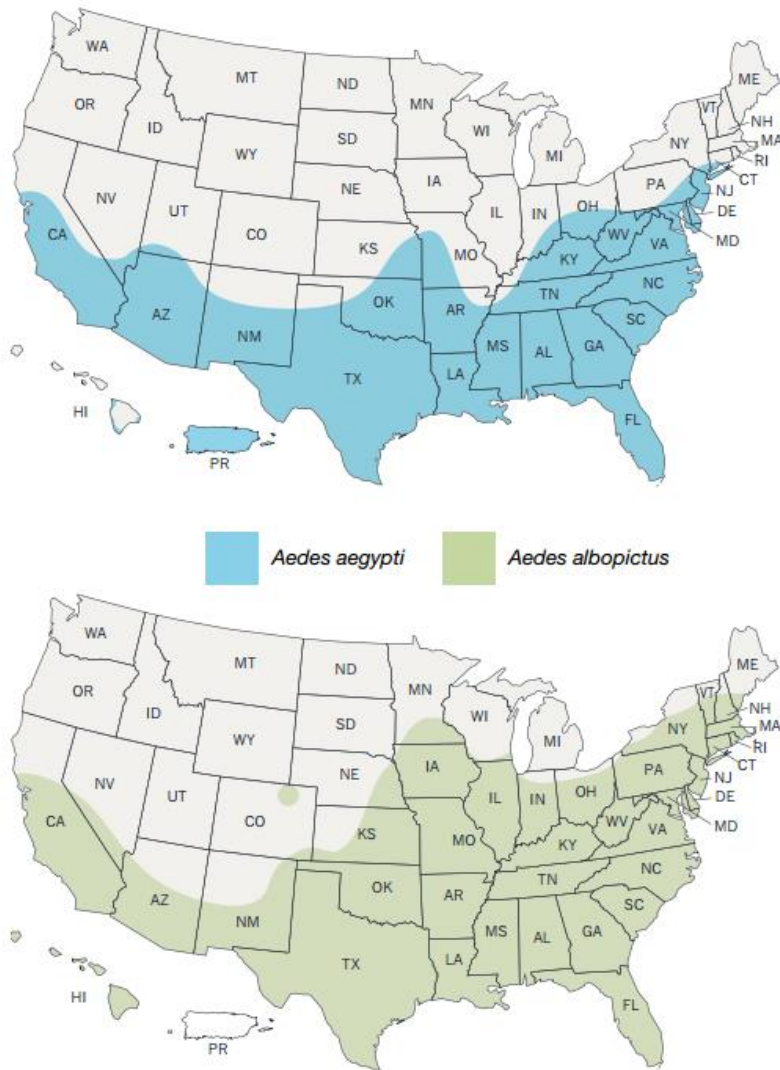 WA
MT
ND
MN
ME
VT
NH
OR
ID
SD
WI
NY
MA
WY
MI
RI
CT
NE
IA
PA
NJ
NV
UT
CO
IL
IN
OH
DE
CA
KS
MO
WV
VA
MD
KY
AZ
NM
OK
AR
TN
NC
SC
MS
AL
GA
TX
LA
FL
HI
PR
Aedes aegypti
Aedes albopictus
WA
MT
ND
MN
ME
VT
NH
OR
ID
SD
WI
NY
MA
WY
MI
RI
CT
NE
IA
PA
NJ
NV
UT
CO
IL
IN
OH
DE
CA
KS
MO
WV
VA
MD
KY
AZ
NM
OK
AR
TN
NC
SC
MS
AL
GA
TX
LA
FL
HI
PR